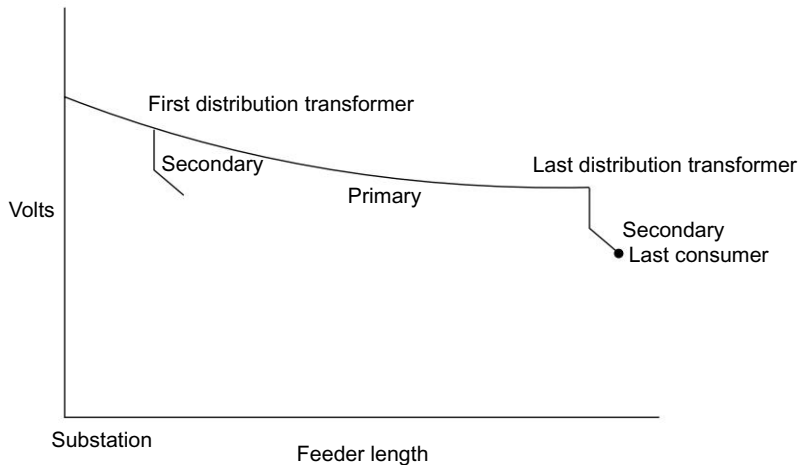 First distribution transformer
Secondary
Last distribution transformer
Primary
Volts
Secondary
Last consumer
Substation
Feeder length